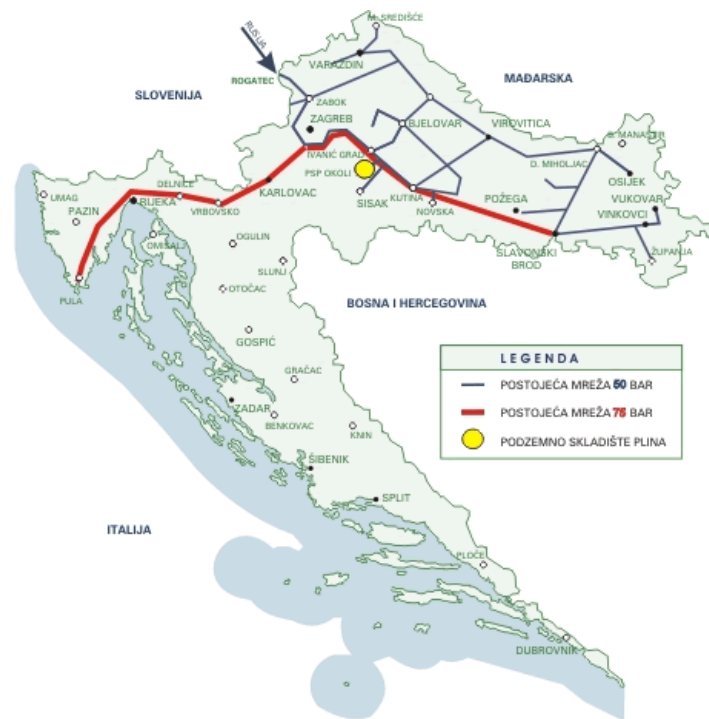 M. SREDIŠĆE
RUSIJA
VARAŽDIN
ROGATEC
MAĐARSKA
SLOVENIJA
ZABOK
ZAGREB
BJELOVAR
VIROVITICA
B. MANASTIR
IVANIĆ GRAD
D. MIHOLJAC
PSP OKOLI
OSIJEK
DELNICE
KARLOVAC
SISAK
KUTINA
POŽEGA
VUKOVAR
UMAG
RIJEKA
VRBOVSKO
NOVSKA
VINKOVCI
PAZIN
OGULIN
OMIŠALJ
SLAVONSKI
BROD
ŽUPANJA
SLUNJ
PULA
OTOČAC
BOSNA I HERCEGOVINA
GOSPIĆ
LEGENDA
GRAČAC
POSTOJEĆA MREŽA 50 BAR
ZADAR
POSTOJEĆA MREŽA 75 BAR
BENKOVAC
KNIN
PODZEMNO SKLADIŠTE PLINA
ŠIBENIK
SPLIT
ITALIJA
PLOČE
DUBROVNIK